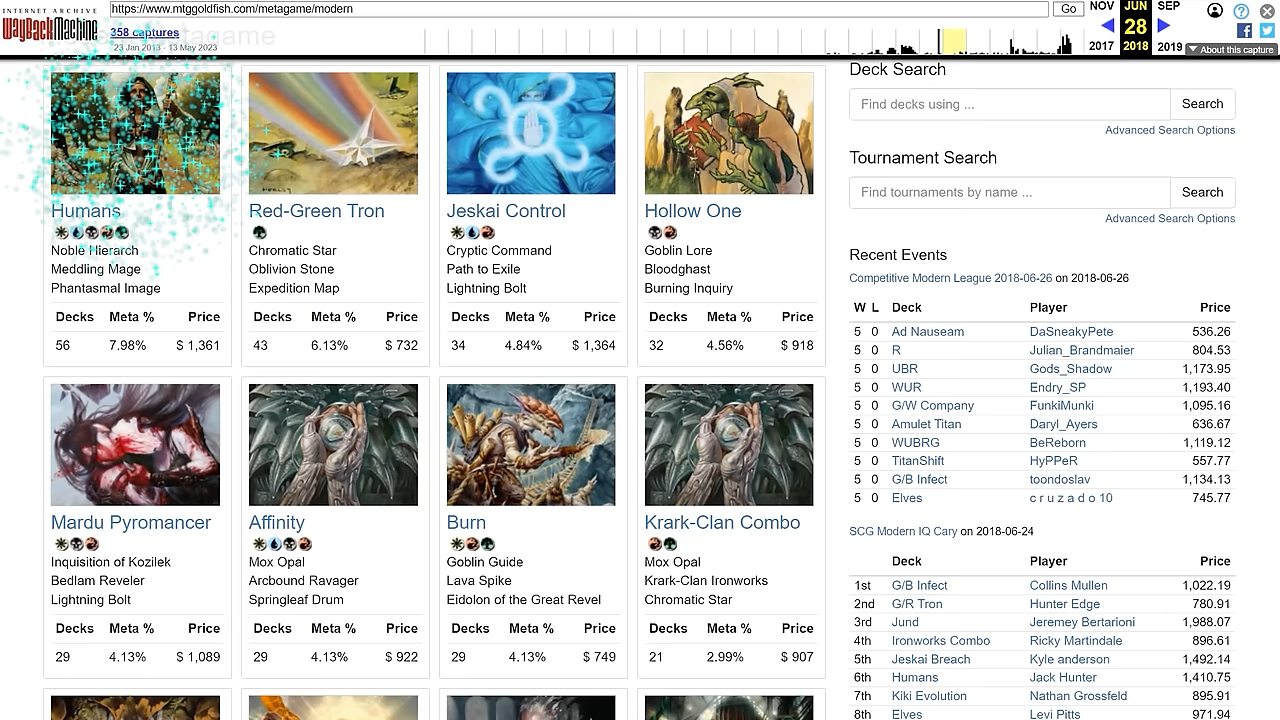 INTERNET ARCHIVE
WayBackMachine
https://www.mtggoldfish.com/metagame/modern
Go
NOV
JUN
SEP
358 captures
23 Jan 2013 - 13 May 2023
28
2017
2018
2019
About this capture
Humans
Noble Hierarch
Meddling Mage
Phantasmal Image
Decks Meta % Price
56 7.98% $ 1,361
Red-Green Tron
Chromatic Star
Oblivion Stone
Expedition Map
Decks Meta % Price
43 6.13% $ 732
Jeskai Control
Cryptic Command
Path to Exile
Lightning Bolt
Decks Meta % Price
34 4.84% $ 1,364
Hollow One
Goblin Lore
Bloodghast
Burning Inquiry
Decks Meta % Price
32 4.56% $ 918
Mardu Pyromancer
Inquisition of Kozilek
Bedlam Reveler
Lightning Bolt
Decks Meta % Price
29 4.13% $ 1,089
Affinity
Mox Opal
Arcbound Ravager
Springleaf Drum
Decks Meta % Price
29 4.13% $ 922
Burn
Goblin Guide
Lava Spike
Eidolon of the Great Revel
Decks Meta % Price
29 4.13% $ 749
Krark-Clan Combo
Mox Opal
Krark-Clan Ironworks
Chromatic Star
Decks Meta % Price
21 2.99% $ 907
Deck Search
Find decks using ...
Search
Advanced Search Options
Tournament Search
Find tournaments by name ...
Search
Advanced Search Options
Recent Events
Competitive Modern League 2018-06-26 on 2018-06-26
W L Deck Player Price
5 0 Ad Nauseam DaSneakyPete 536.26
5 0 R Julian_Brandmaier 804.53
5 0 UBR Gods_Shadow 1,173.95
5 0 WUR Endry_SP 1,193.40
5 0 G/W Company FunkiMunki 1,095.16
5 0 Amulet Titan Daryl_Ayers 636.67
5 0 WUBRG BeReborn 1,119.12
5 0 TitanShift HyPPeR 557.77
5 0 G/B Infect toondoslav 1,134.13
5 0 Elves c r u z a d o 10 745.77
SCG Modern IQ Cary on 2018-06-24
Deck Player Price
1st G/B Infect Collins Mullen 1,022.19
2nd G/R Tron Hunter Edge 780.91
3rd Jund Jeremey Bertarioni 1,988.07
4th Ironworks Combo Ricky Martindale 896.61
5th Jeskai Breach Kyle anderson 1,492.14
6th Humans Jack Hunter 1,410.75
7th Kiki Evolution Nathan Grossfeld 895.91
8th Elves Levi Pitts 971.94